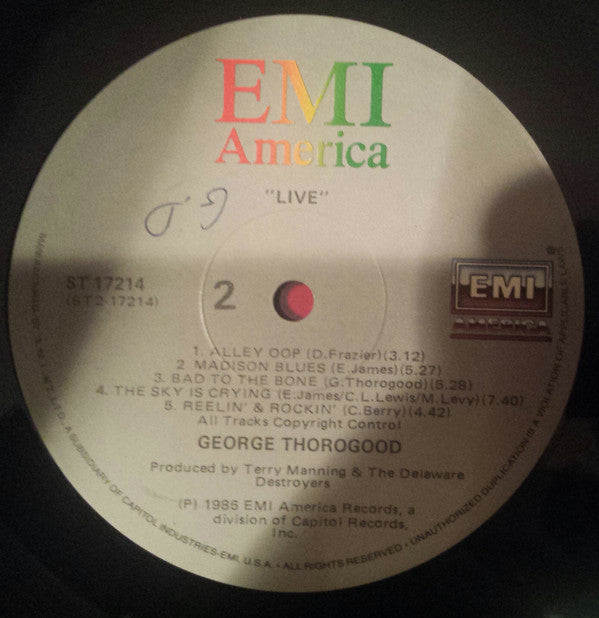 EMI
America
"LIVE"
ST 17214
(ST 2-17214)
2
EMI
AMERICA
1. ALLEY OOP (D. Frazier) (3.12)
2 MADISON BLUES (E. James) (5.27)
3. BAD TO THE BONE (G. Thorogood) (5.28)
4. THE SKY IS CRYING (E. James/C.L. Lewis/M. Levy) (7.40)
5. REELIN' & ROCKIN' (C. Berry) (4.42)
All Tracks Copyright Control
GEORGE THOROGOOD
Produced by Terry Manning & The Delaware
Destroyers
(P) 1986 EMI America Records, a
division of Capitol Records,
Inc.
A SUBSIDIARY OF CAPITOL INDUSTRIES-EMI, U.S.A. • ALL RIGHTS RESERVED • UNAUTHORIZED DUPLICATION IS A VIOLATION OF APPLICABLE LAWS